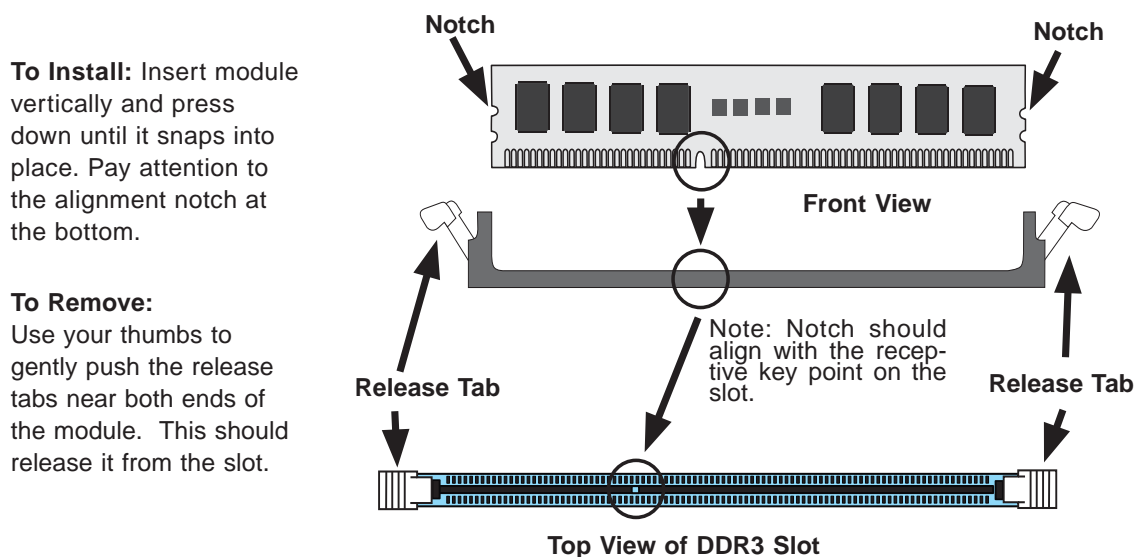 To Install: Insert module
vertically and press
down until it snaps into
place. Pay attention to
the alignment notch at
the bottom.
To Remove:
Use your thumbs to
gently push the release
tabs near both ends of
the module. This should
release it from the slot.
Notch
Notch
Front View
Note: Notch should
align with the recep-
tive key point on the
slot.
Release Tab
Release Tab
Top View of DDR3 Slot